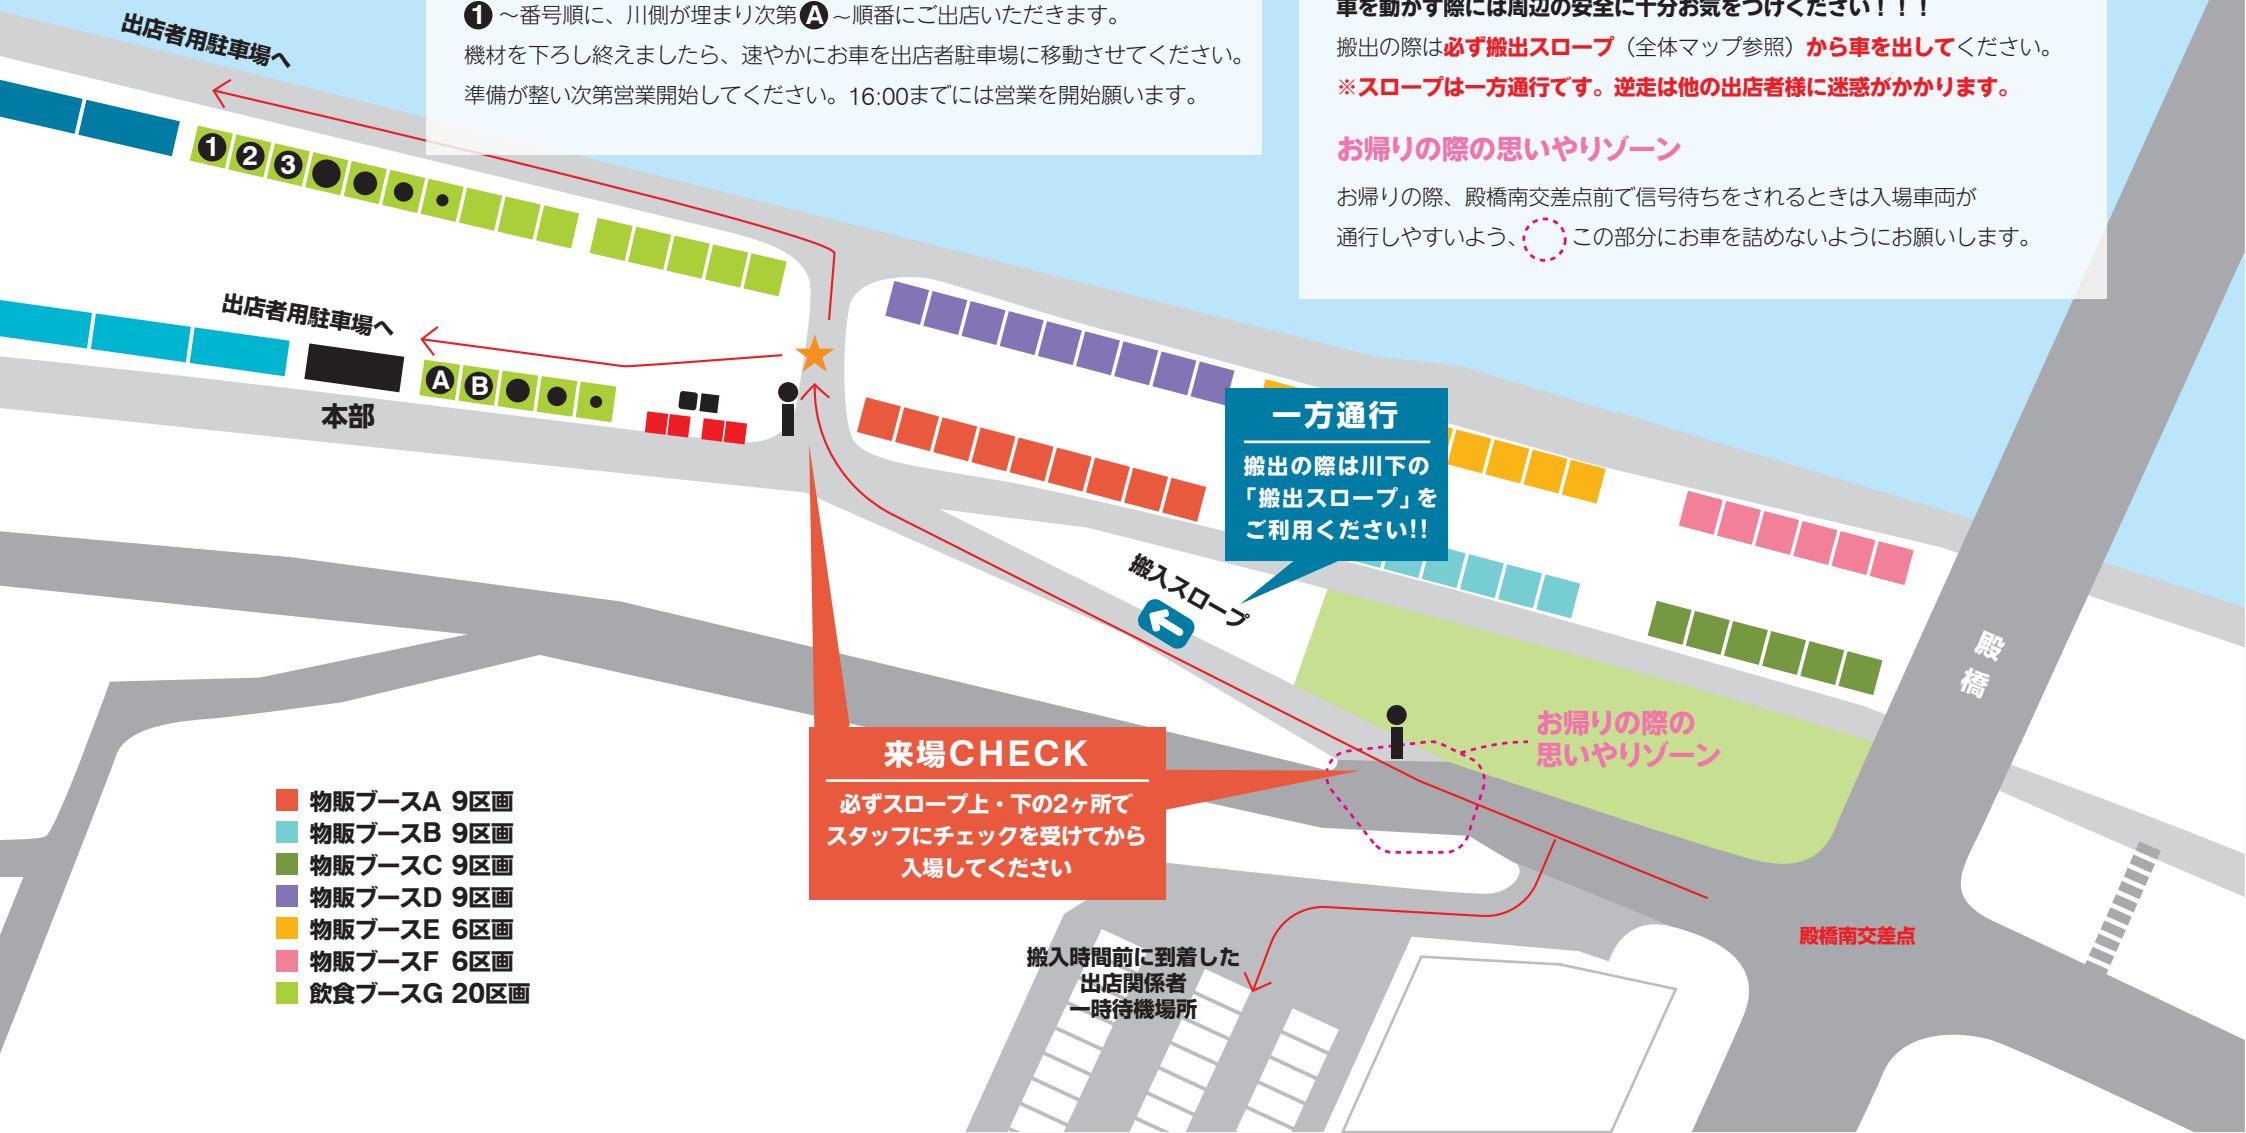 ❶～番号順に、川側が埋まり次第Ⓐ～順番にご出店いただきます。
機材を下ろし終えましたら、速やかにお車を出店者駐車場に移動させてください。
準備が整い次第営業開始してください。16:00までには営業を開始願います。
車を動かす際には周辺の安全に十分お気をつけください！！！
搬出の際は必ず搬出スロープ（全体マップ参照）から車を出してください。
※スロープは一方通行です。逆走は他の出店者様に迷惑がかかります。
お帰りの際の思いやりゾーン
お帰りの際、殿橋南交差点前で信号待ちをされるときは入場車両が
通行しやすいよう、この部分にお車を詰めないようにお願いします。
出店者用駐車場へ
1 2 3
出店者用駐車場へ
A B
本部
一方通行
搬出の際は川下の
「搬出スロープ」を
ご利用ください!!
搬入スロープ
殿橋
お帰りの際の
思いやりゾーン
来場CHECK
必ずスロープ上・下の2ヶ所で
スタッフにチェックを受けてから
入場してください
物販ブースA 9区画
物販ブースB 9区画
物販ブースC 9区画
物販ブースD 9区画
物販ブースE 6区画
物販ブースF 6区画
飲食ブースG 20区画
搬入時間前に到着した
出店関係者
一時待機場所
殿橋南交差点